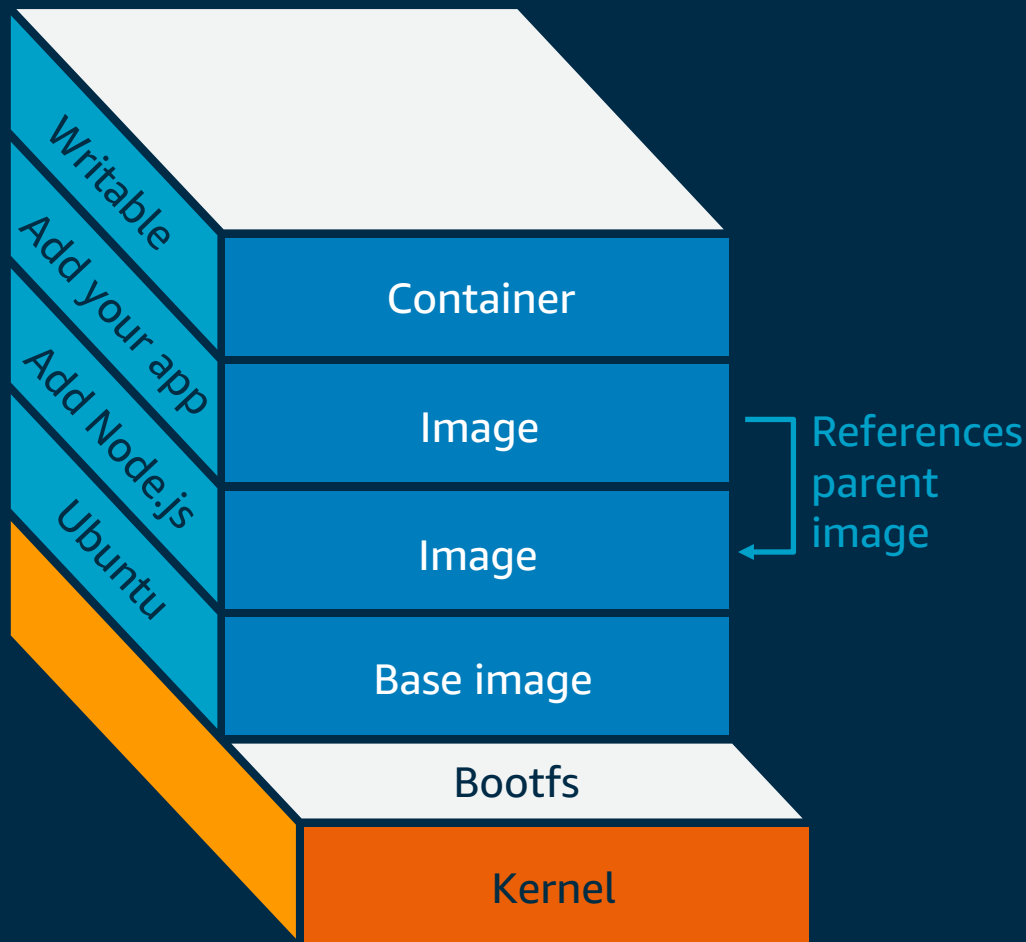 Writable
Container
Add your app
Image
References
parent
image
Add Node.js
Image
Ubuntu
Base image
Bootfs
Kernel